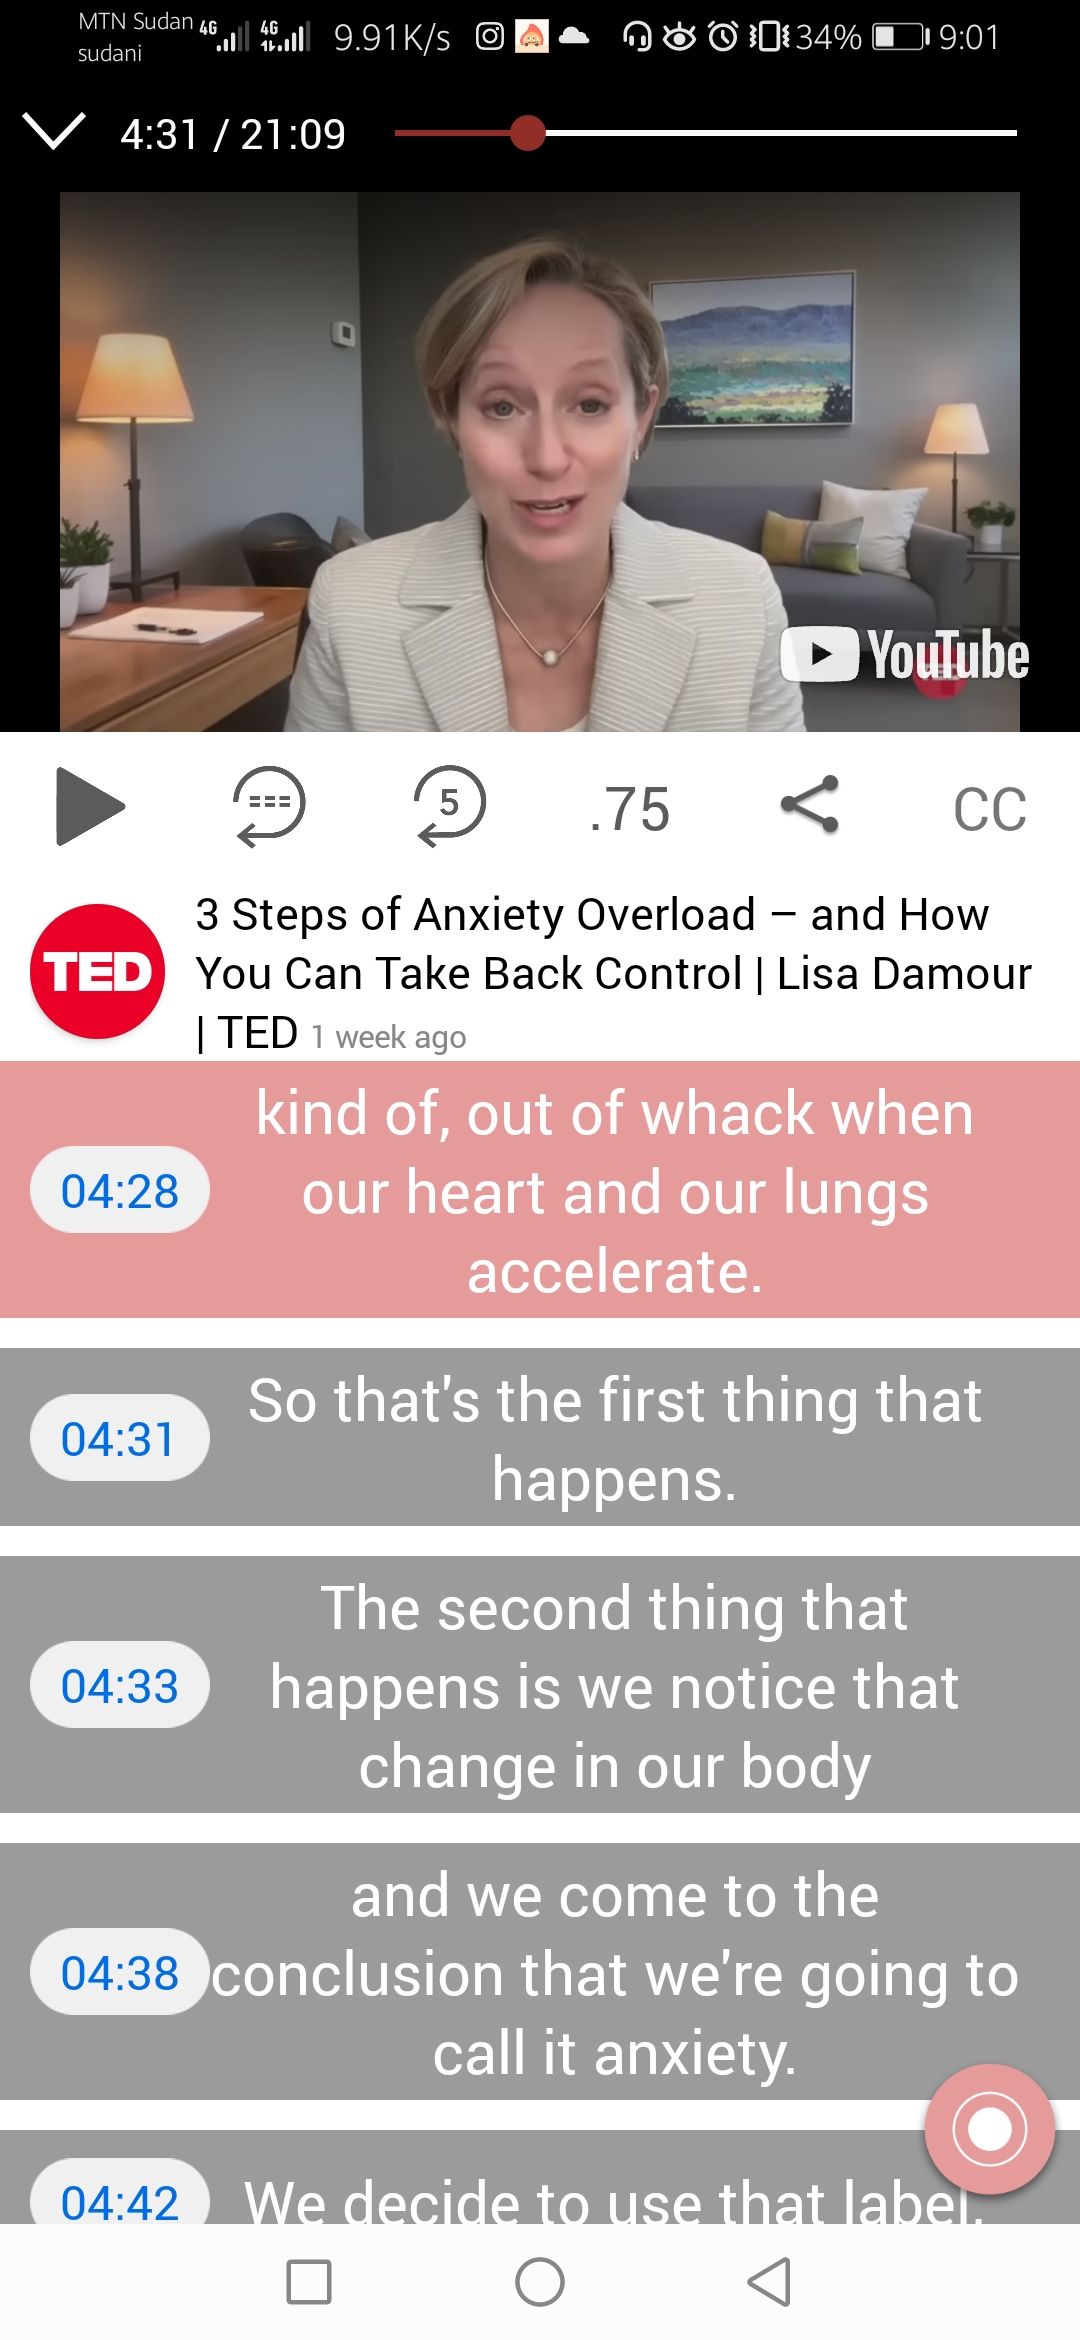 MTN Sudan 4G 4G 9.91K/s 34% 9:01
sudani
4:31 / 21:09
YouTube
5 .75 CC
3 Steps of Anxiety Overload – and How
TED
You Can Take Back Control | Lisa Damour
| TED 1 week ago
kind of, out of whack when
04:28
our heart and our lungs
accelerate.
04:31
So that's the first thing that
happens.
The second thing that
04:33
happens is we notice that
change in our body
and we come to the
04:38
conclusion that we're going to
call it anxiety.
04:42
We decide to use that label.